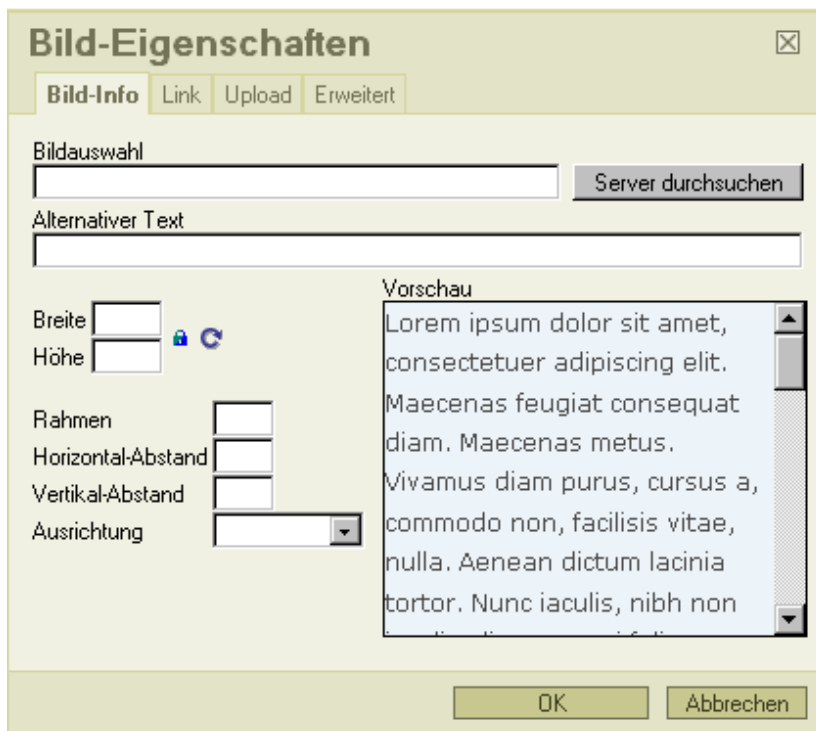 Bild-Eigenschaften
Bild-Info Link Upload Erweitert
Bildauswahl
Server durchsuchen
Alternativer Text
Vorschau
Breite
Höhe
Rahmen
Horizontal-Abstand
Vertikal-Abstand
Ausrichtung
Lorem ipsum dolor sit amet,
consectetuer adipiscing elit.
Maecenas feugiat consequat
diam. Maecenas metus.
Vivamus diam purus, cursus a,
commodo non, facilisis vitae,
nulla. Aenean dictum lacinia
tortor. Nunc iaculis, nibh non
OK Abbrechen